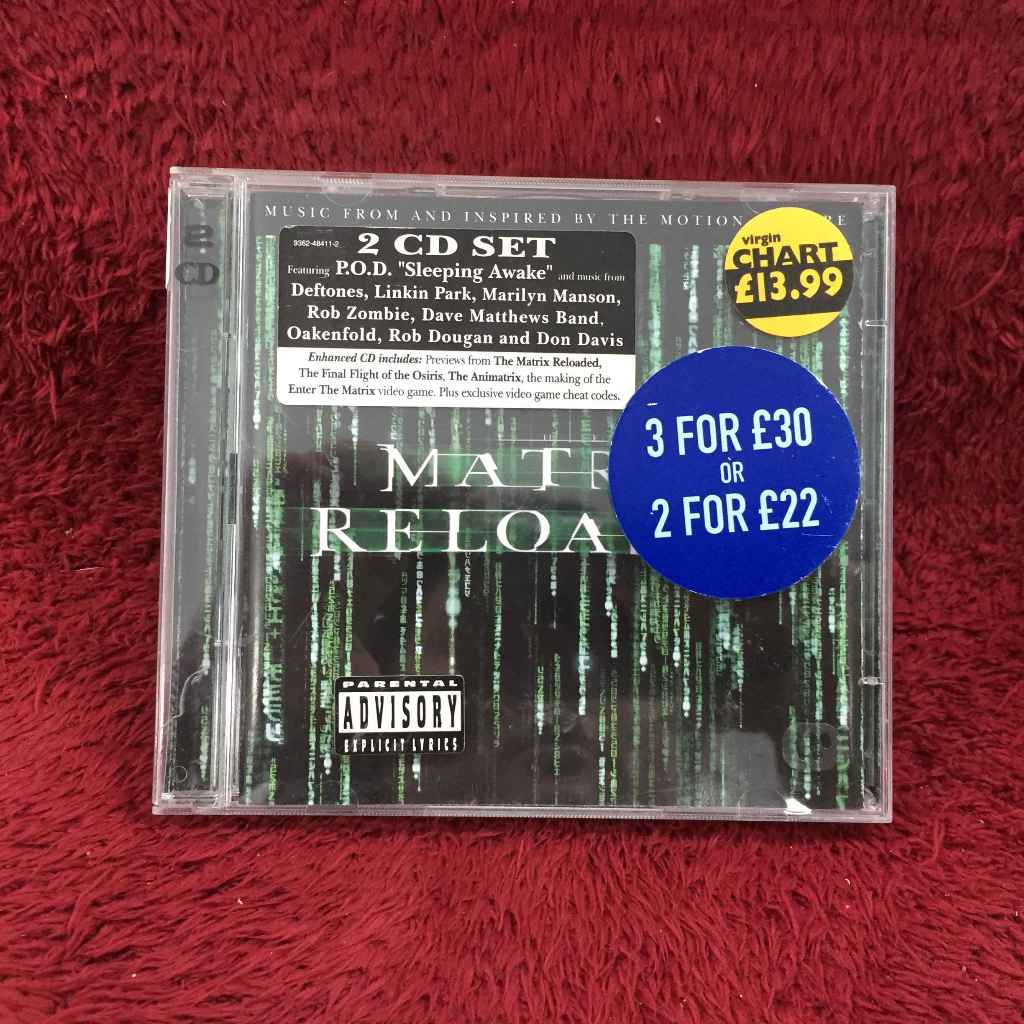 2
CD
MUSIC FROM AND INSPIRED BY THE MOTION
9362-48411-2
2 CD SET
Featuring P.O.D. "Sleeping Awake" and music from
Deftones, Linkin Park, Marilyn Manson,
Rob Zombie, Dave Matthews Band,
Oakenfold, Rob Dougan and Don Davis
Enhanced CD includes: Previews from The Matrix Reloaded,
The Final Flight of the Osiris, The Animatrix, the making of the
Enter The Matrix video game. Plus exclusive video game cheat codes.
virgin
CHART
£13.99
3 FOR £30
OR
2 FOR £22
MATR
RELOA
PARENTAL
ADVISORY
EXPLICIT LYRICS